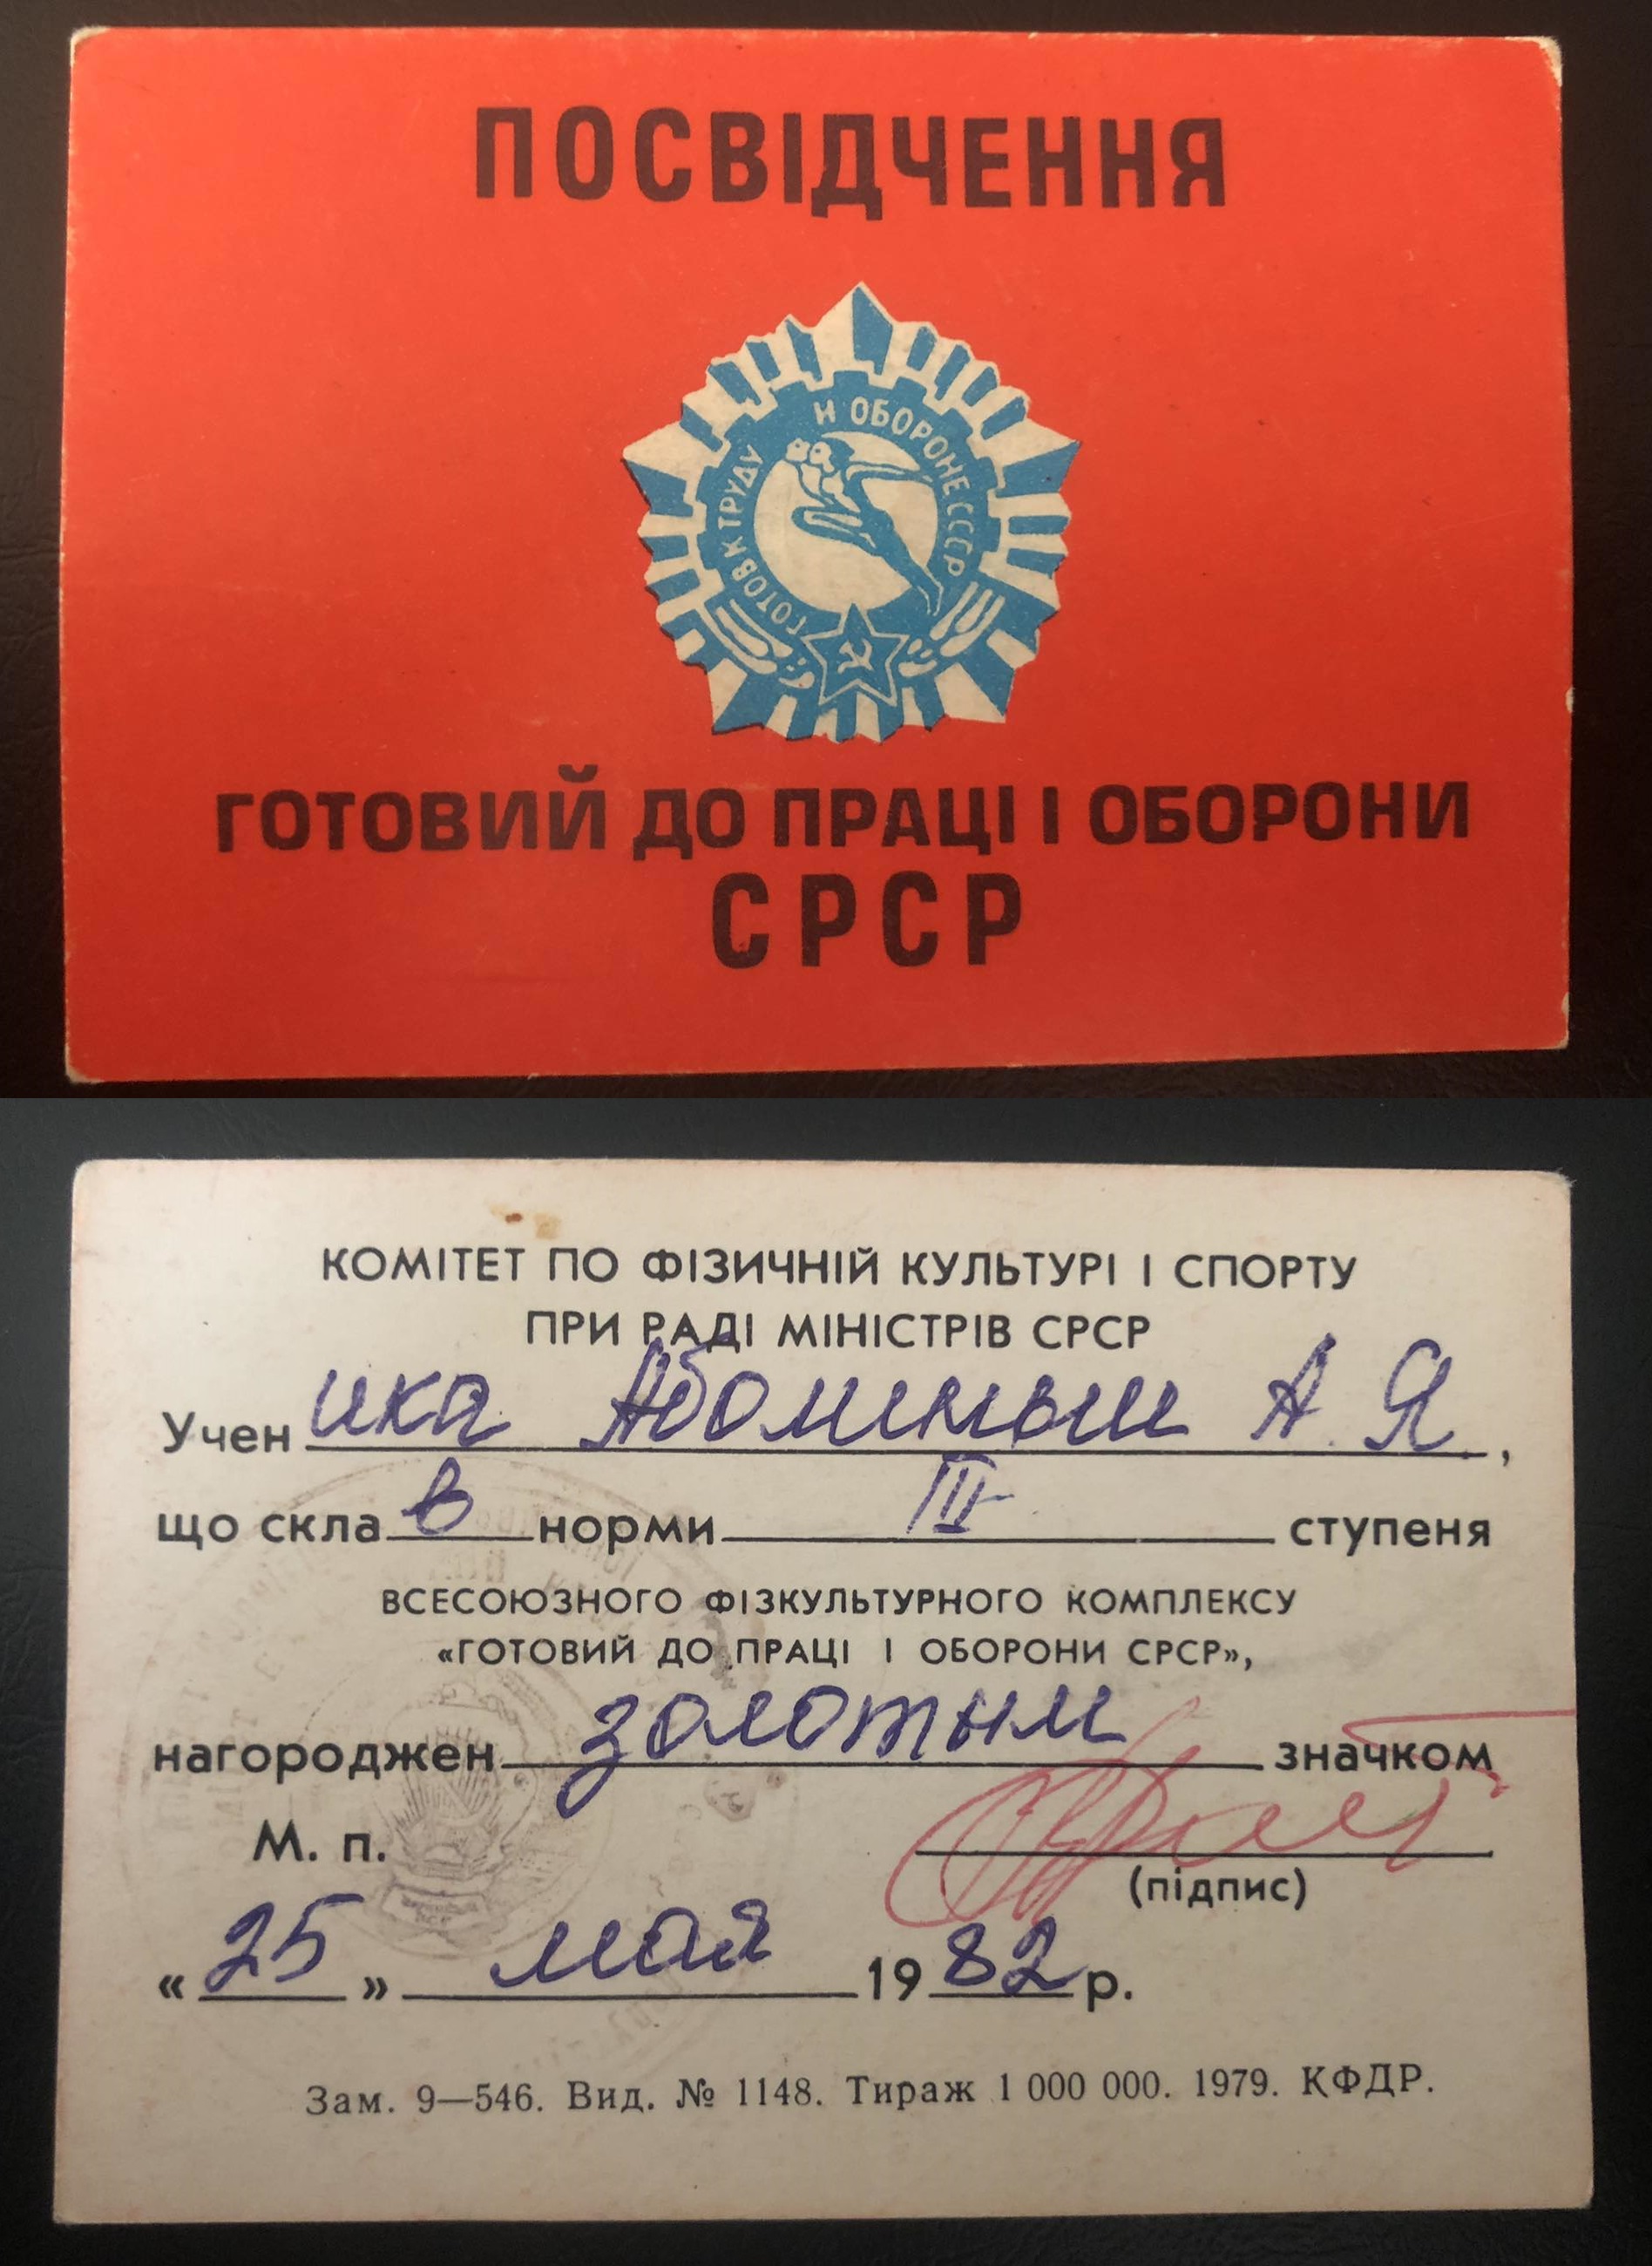 ПОСВІДЧЕННЯ
ГОТОВ К ТРУДУ И ОБОРОНЕ СССР
ГОТОВИЙ ДО ПРАЦІ І ОБОРОНИ
СРСР
КОМІТЕТ ПО ФІЗИЧНІЙ КУЛЬТУРІ І СПОРТУ
ПРИ РАДІ МІНІСТРІВ СРСР
Учен ика А. Я.,
що скла в норми III ступеня
ВСЕСОЮЗНОГО ФІЗКУЛЬТУРНОГО КОМПЛЕКСУ
«ГОТОВИЙ ДО ПРАЦІ І ОБОРОНИ СРСР»,
нагороджен золотым значком
М. п.
(підпис)
«25» мая 1982 р.
Зам. 9—546. Вид. № 1148. Тираж 1 000 000. 1979. КФДР.